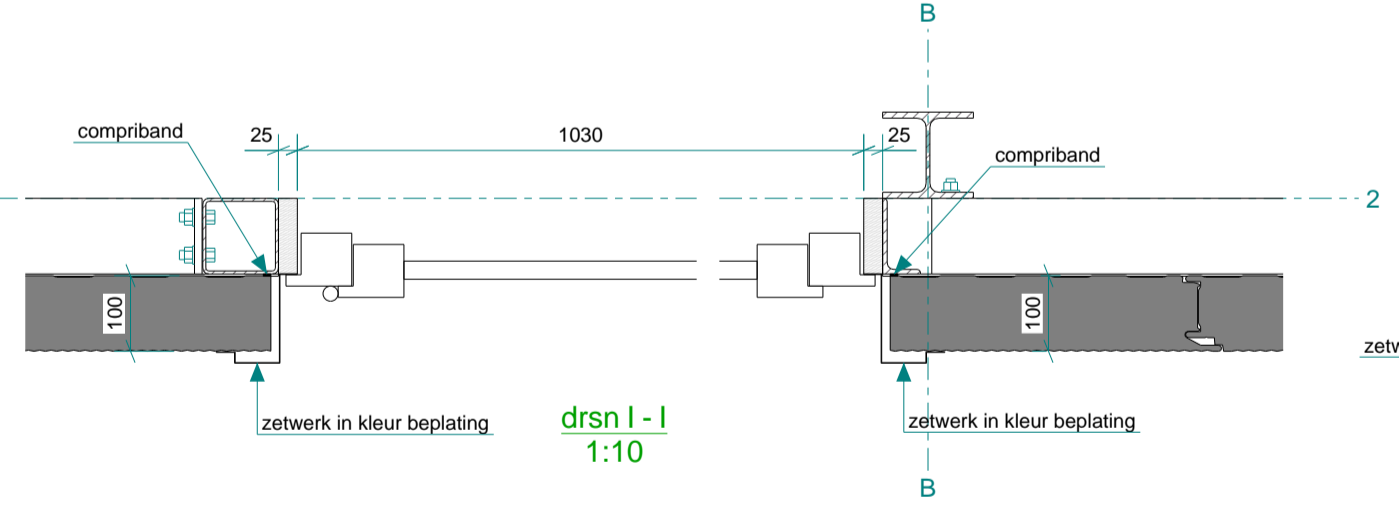 B
compriband
25
1030
25
compriband
2
100
100
zetw
zetwerk in kleur beplating
drsn I - I
1:10
zetwerk in kleur beplating
B